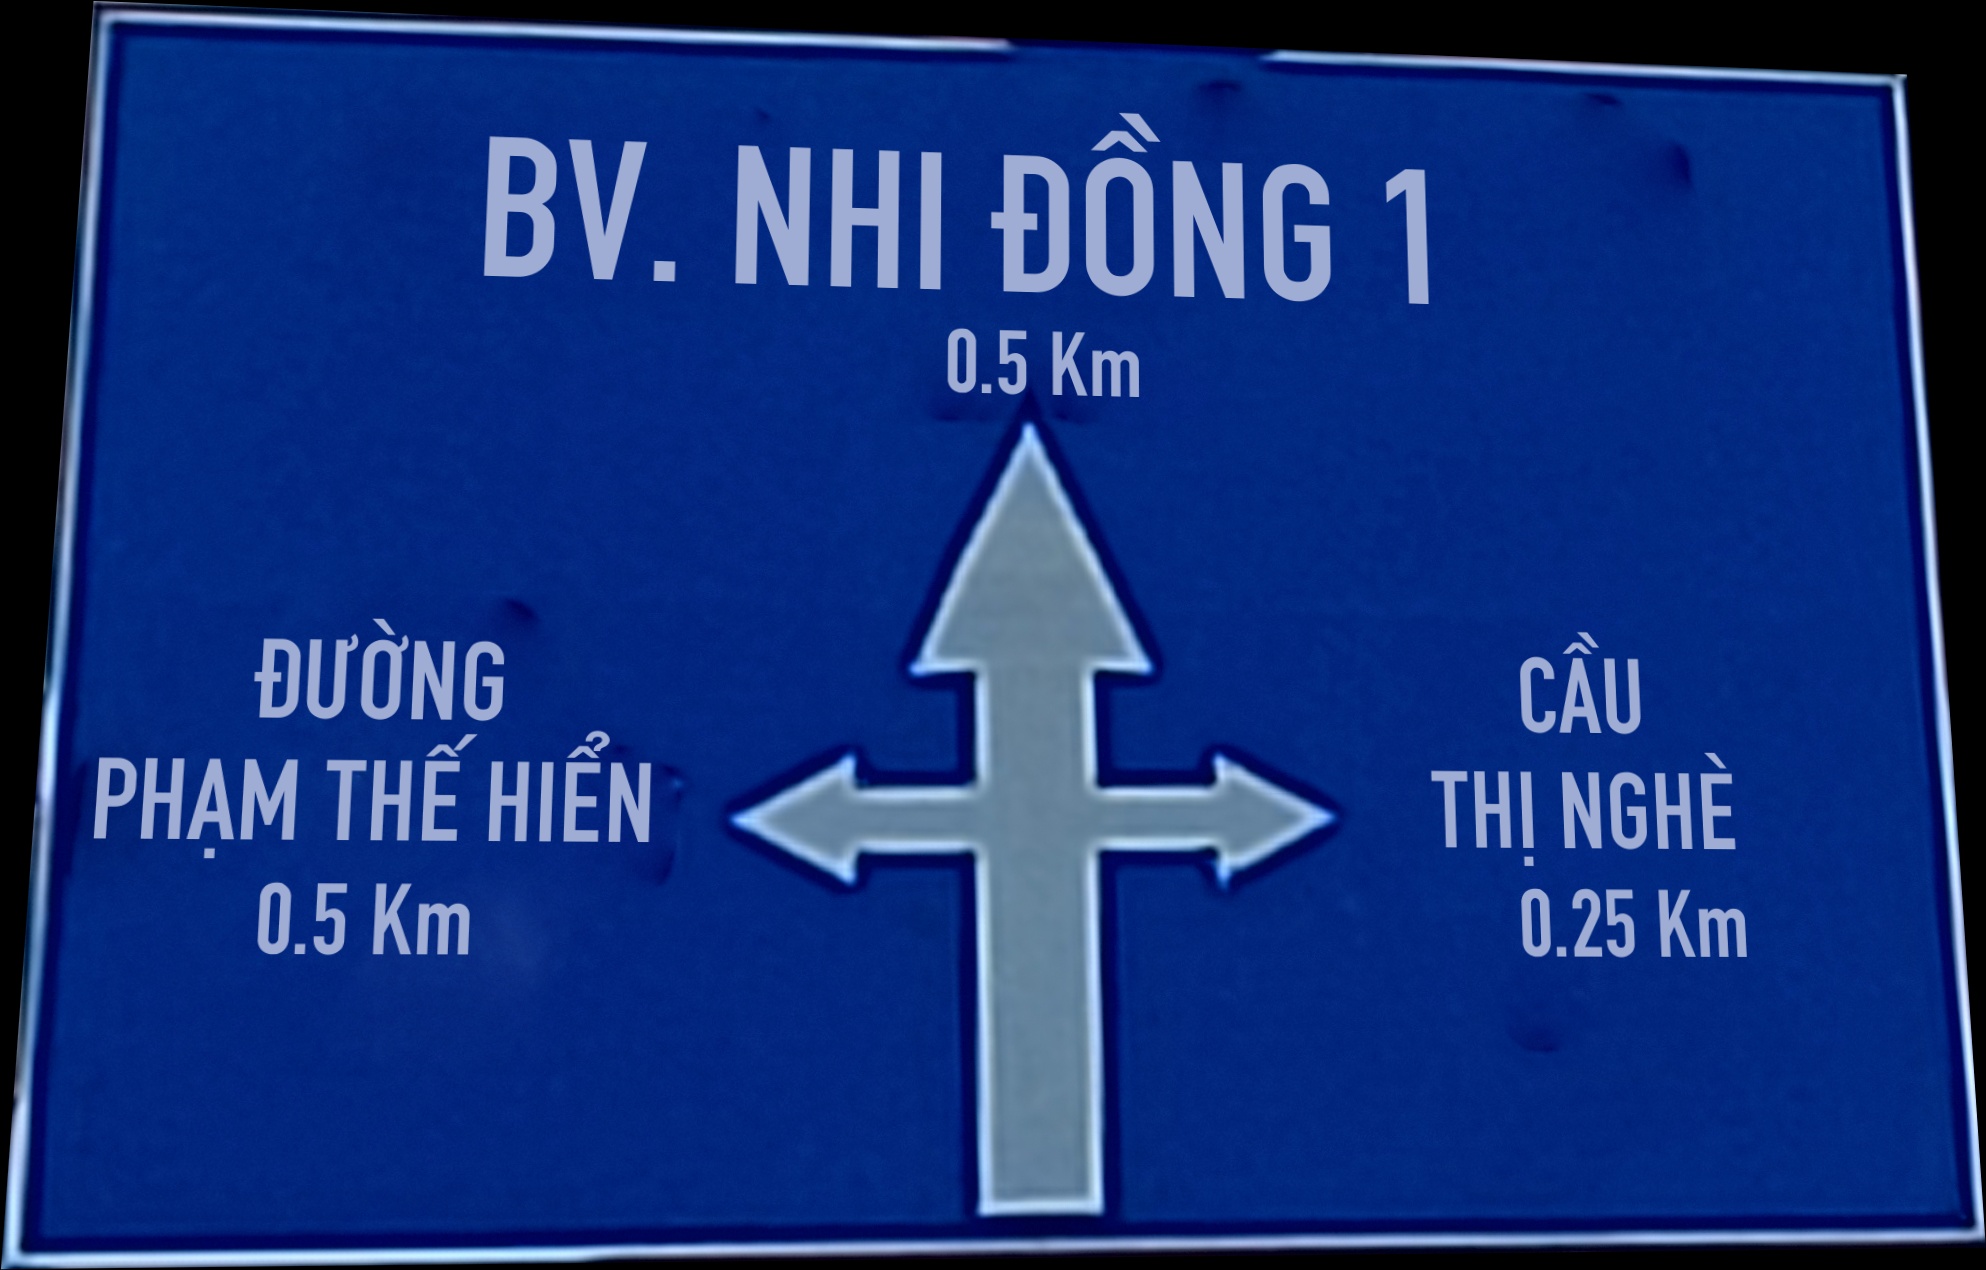 BV. NHI ĐỒNG 1
0.5 Km
ĐƯỜNG
PHẠM THẾ HIỂN
0.5 Km
CẦU
THỊ NGHÈ
0.25 Km